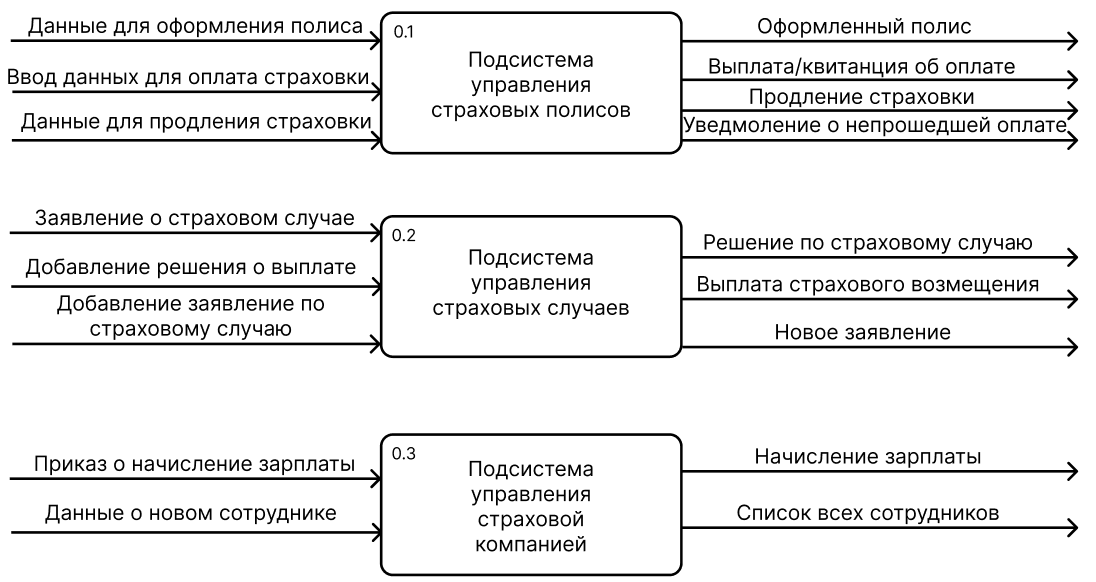 Данные для оформления полиса
Ввод данных для оплата страховки
Данные для продления страховки
0.1
Подсистема
управления
страховых полисов
Оформленный полис
Выплата/квитанция об оплате
Продление страховки
Уведмоление о непрошедшей оплате
Заявление о страховом случае
Добавление решения о выплате
Добавление заявление по
страховому случаю
0.2
Подсистема
управления
страховых случаев
Решение по страховому случаю
Выплата страхового возмещения
Новое заявление
Приказ о начисление зарплаты
Данные о новом сотруднике
0.3
Подсистема
управления
страховой
компанией
Начисление зарплаты
Список всех сотрудников